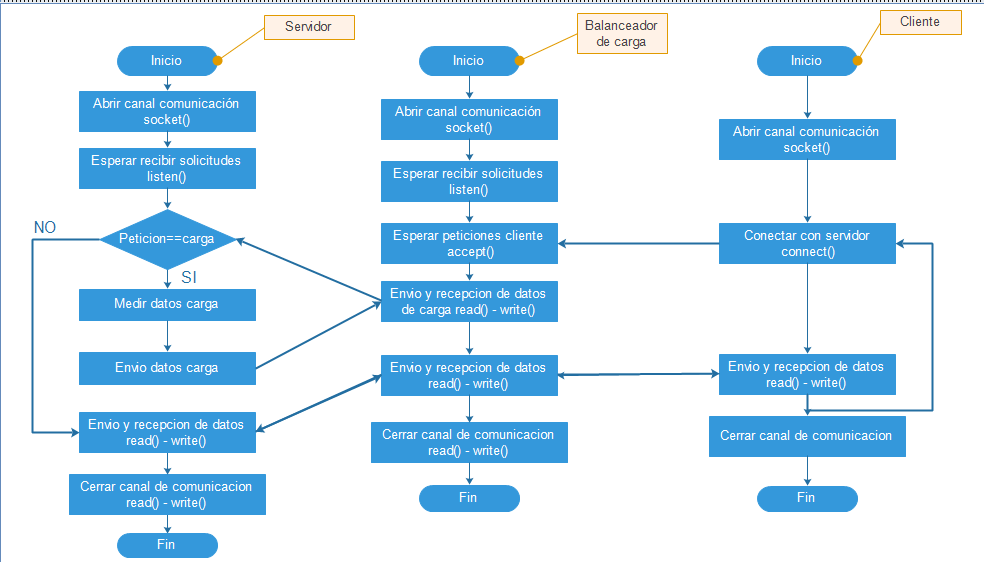 Servidor
Inicio
Abrir canal comunicación
socket()
Esperar recibir solicitudes
listen()
NO
Peticion==carga
SI
Medir datos carga
Envio datos carga
Envio y recepcion de datos
read() - write()
Cerrar canal de comunicacion
read() - write()
Fin
Balanceador
de carga
Inicio
Abrir canal comunicación
socket()
Esperar recibir solicitudes
listen()
Esperar peticiones cliente
accept()
Envio y recepcion de datos
de carga read() - write()
Envio y recepcion de datos
read() - write()
Cerrar canal de comunicacion
read() - write()
Fin
Cliente
Inicio
Abrir canal comunicación
socket()
Conectar con servidor
connect()
Envio y recepcion de datos
read() - write()
Cerrar canal de comunicacion
Fin